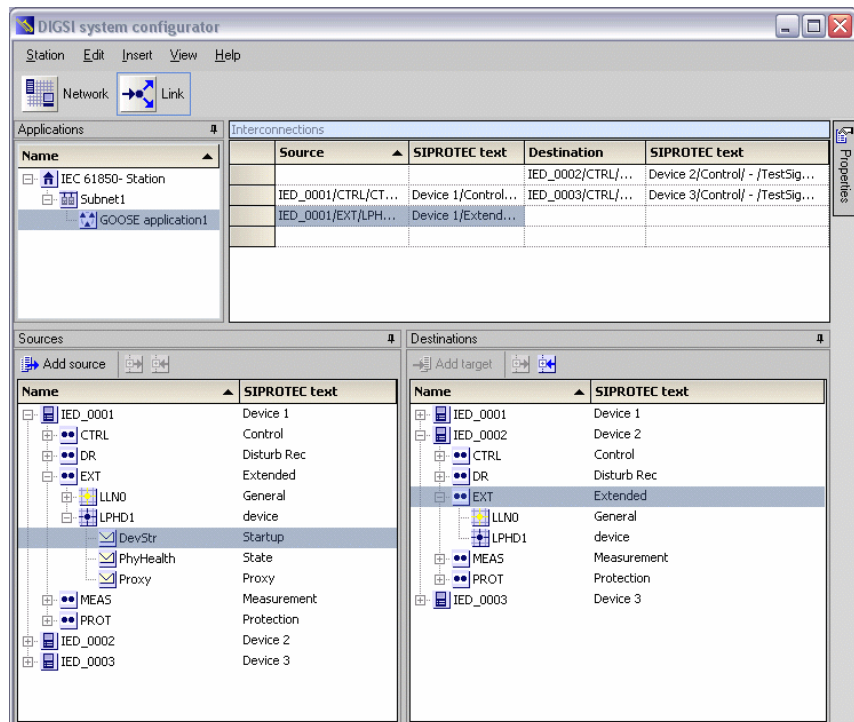 DIGSI system configurator
Station Edit Insert View Help
Network Link
Applications
Name
IEC 61850- Station
Subnet1
GOOSE application1
Interconnections
Source SIPROTEC text Destination SIPROTEC text
IED_0002/CTRL/... Device 2/Control/ - /TestSig...
IED_0001/CTRL/CT... Device 1/Control... IED_0003/CTRL/... Device 3/Control/ - /TestSig...
IED_0001/EXT/LPH... Device 1/Extend...
Properties
Sources
Add source
Name SIPROTEC text
IED_0001 Device 1
CTRL Control
DR Disturb Rec
EXT Extended
LLN0 General
LPHD1 device
DevStr Startup
PhyHealth State
Proxy Proxy
MEAS Measurement
PROT Protection
IED_0002 Device 2
IED_0003 Device 3
Destinations
Add target
Name SIPROTEC text
IED_0001 Device 1
IED_0002 Device 2
CTRL Control
DR Disturb Rec
EXT Extended
LLN0 General
LPHD1 device
MEAS Measurement
PROT Protection
IED_0003 Device 3